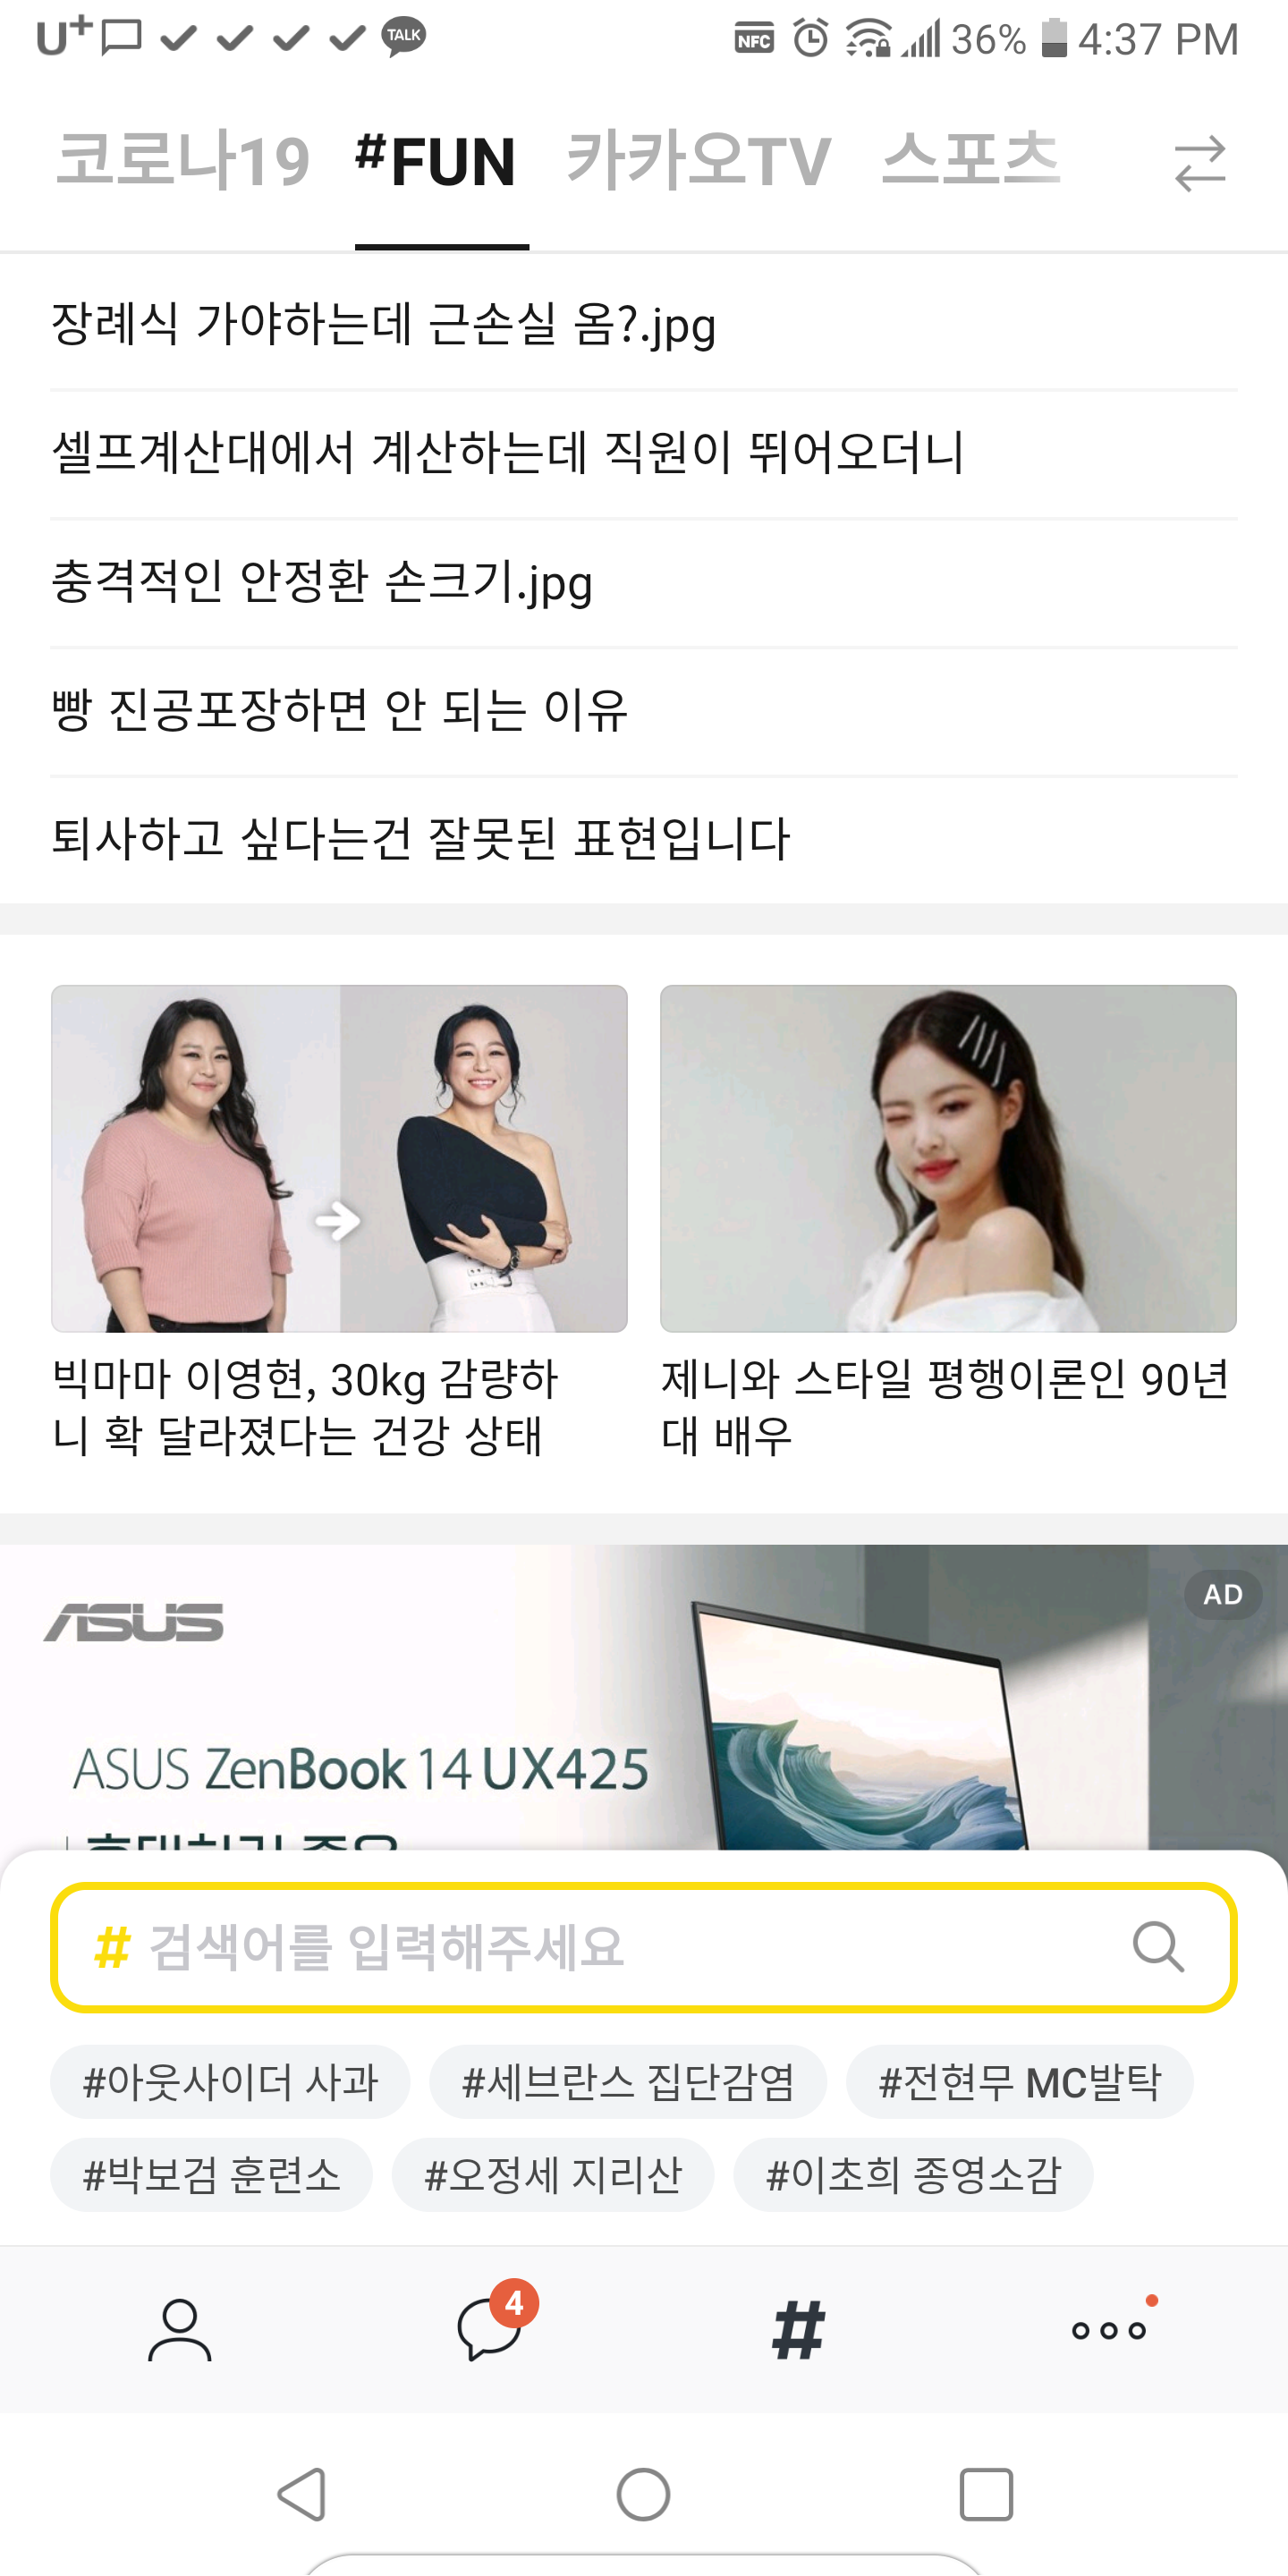 U+ TALK NFC 36% 4:37 PM
코로나19 #FUN 카카오TV 스포츠
장례식 가야하는데 근손실 옴?.jpg
셀프계산대에서 계산하는데 직원이 뛰어오더니
충격적인 안정환 손크기.jpg
빵 진공포장하면 안 되는 이유
퇴사하고 싶다는건 잘못된 표현입니다
빅마마 이영현, 30kg 감량하
니 확 달라졌다는 건강 상태
제니와 스타일 평행이론인 90년
대 배우
AD
ASUS
ASUS ZenBook 14 UX425
# 검색어를 입력해주세요
#아웃사이더 사과 #세브란스 집단감염 #전현무 MC발탁
#박보검 훈련소 #오정세 지리산 #이초희 종영소감
4
#